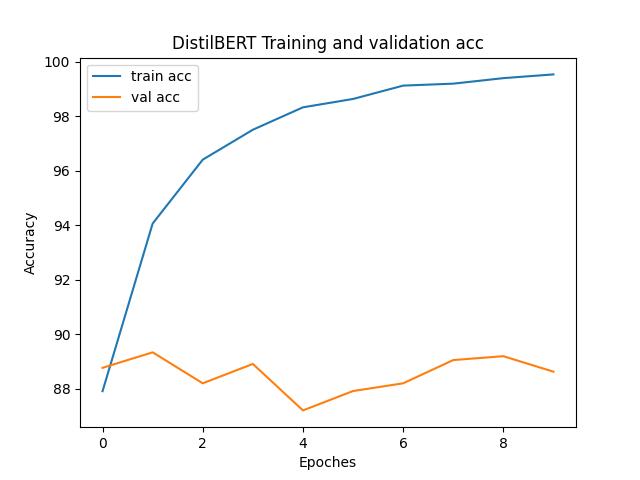 DistilBERT Training and validation acc
train acc
val acc
Accuracy
100
98
96
94
92
90
88
0 2 4 6 8
Epoches